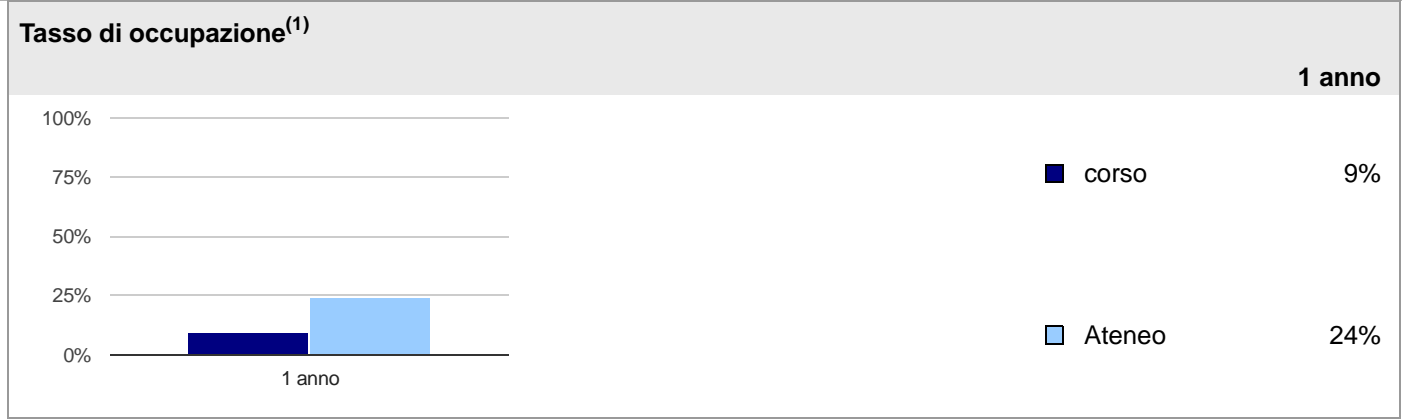 Tasso di occupazione(1)
1 anno
100%
75%
50%
25%
0%
1 anno
corso 9%
Ateneo 24%